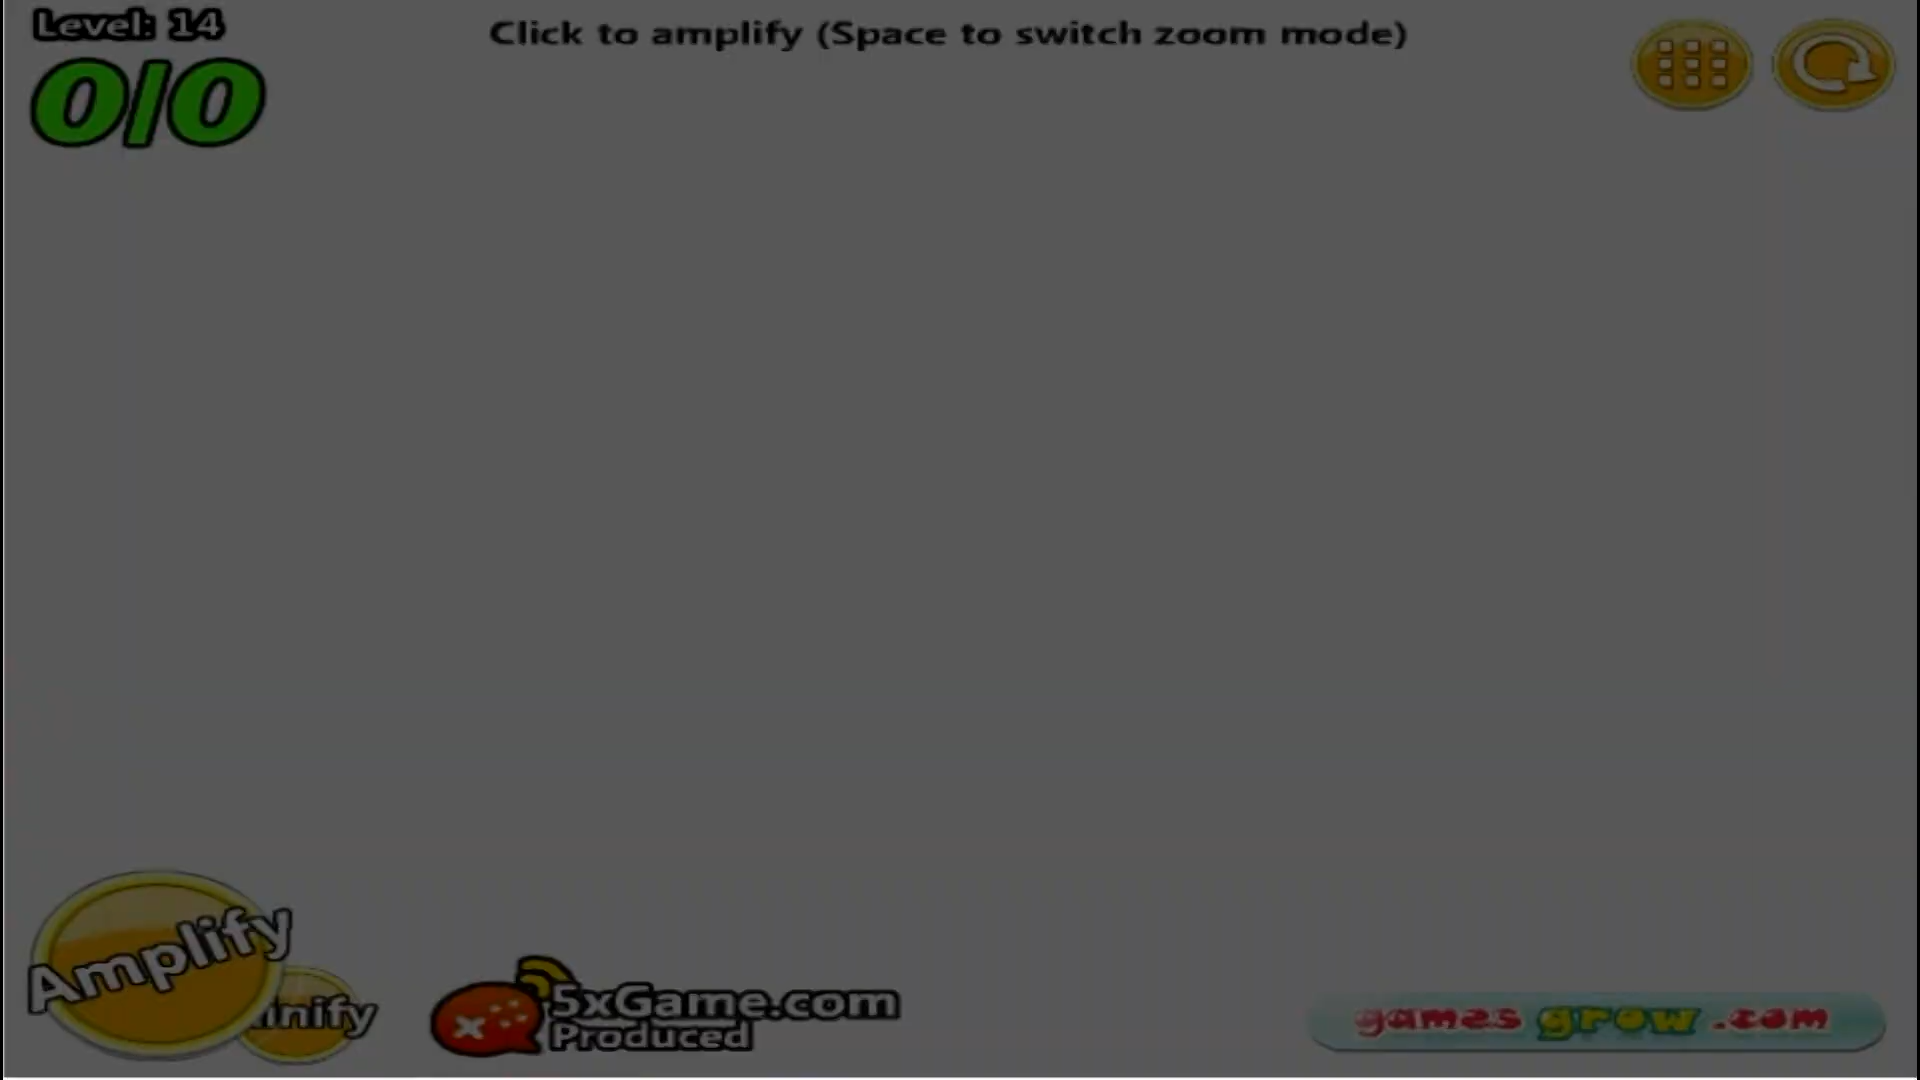 Level: 14
Click to amplify (Space to switch zoom mode)
0/0
Amplify
inify
5xGame.com
Produced
games grow .com